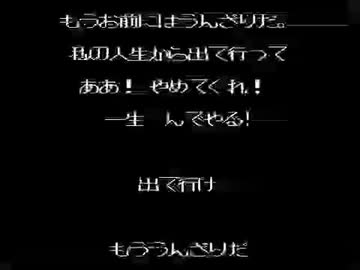 もうお前にはうんざりだ。
私の人生から出て行って
ああ! やめてくれ!
一生 んでやる!
出て行け
もううんざりだ